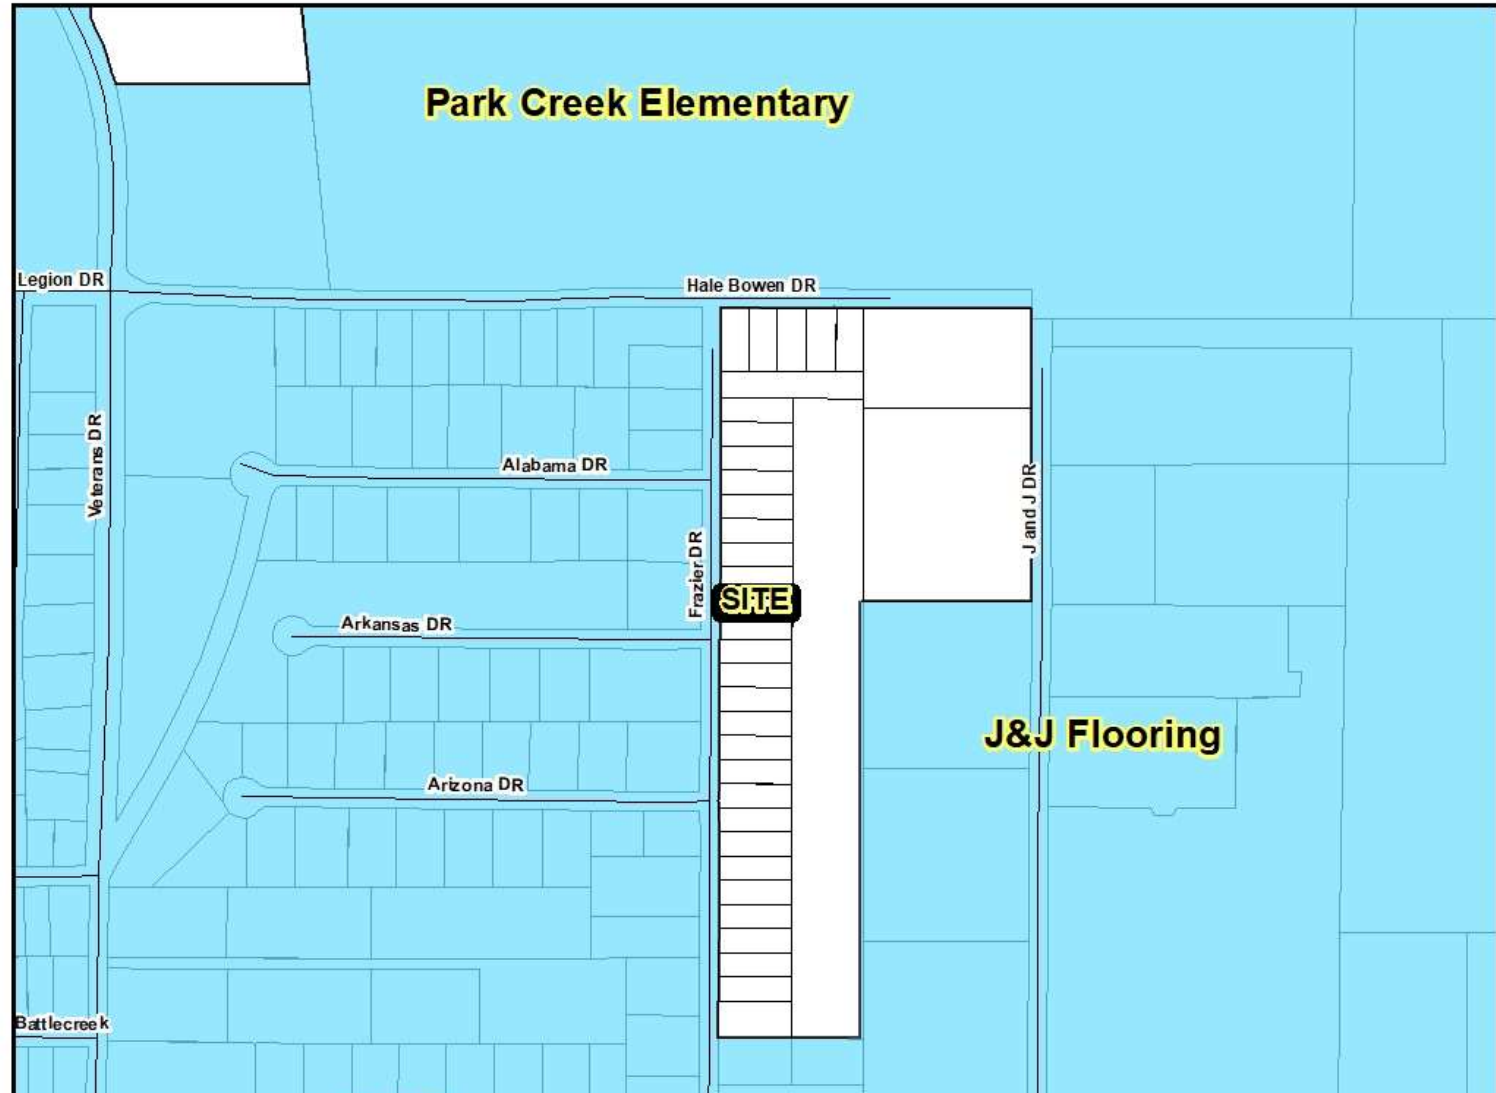 Park Creek Elementary
Legion DR
Hale Bowen DR
Veterans DR
Alabama DR
J and J DR
Frazier DR
SITE
Arkansas DR
J&J Flooring
Arizona DR
Battlecreek